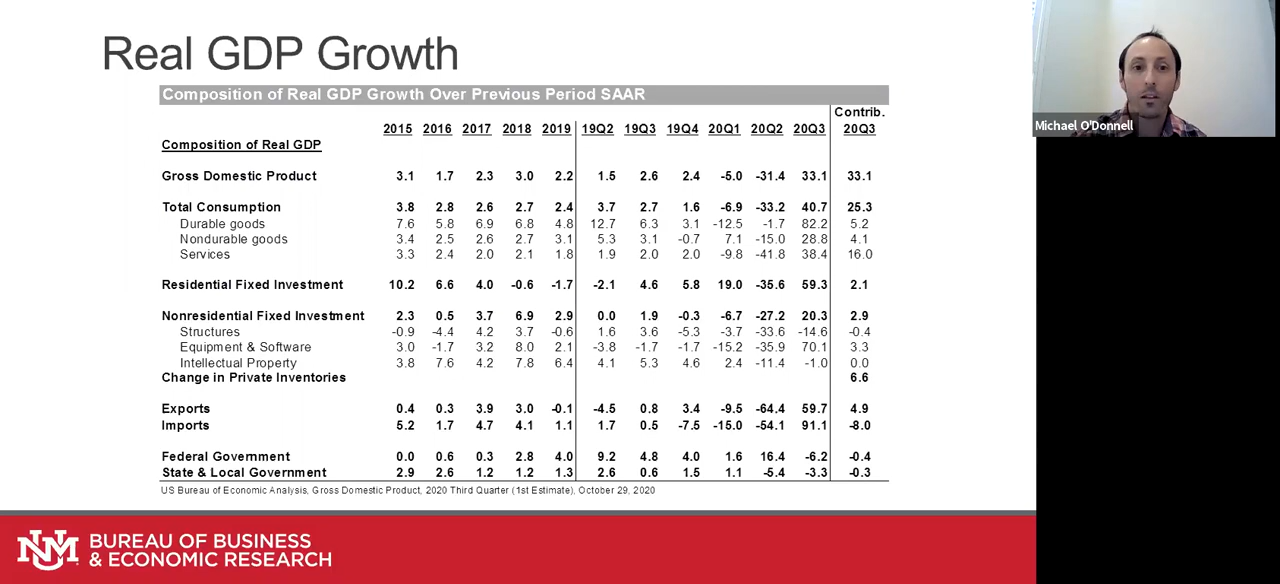 Real GDP Growth
Composition of Real GDP Growth Over Previous Period SAAR
Contrib.
2015 2016 2017 2018 2019 19Q2 19Q3 19Q4 20Q1 20Q2 20Q3 20Q3
Composition of Real GDP
Gross Domestic Product 3.1 1.7 2.3 3.0 2.2 1.5 2.6 2.4 -5.0 -31.4 33.1 33.1
Total Consumption 3.8 2.8 2.6 2.7 2.4 3.7 2.7 1.6 -6.9 -33.2 40.7 25.3
Durable goods 7.6 5.8 6.9 6.8 4.8 12.7 6.3 3.1 -12.5 -1.7 82.2 5.2
Nondurable goods 3.4 2.5 2.6 2.7 3.1 5.3 3.1 -0.7 7.1 -15.0 28.8 4.1
Services 3.3 2.4 2.0 2.1 1.8 1.9 2.0 2.0 -9.8 -41.8 38.4 16.0
Residential Fixed Investment 10.2 6.6 4.0 -0.6 -1.7 -2.1 4.6 5.8 19.0 -35.6 59.3 2.1
Nonresidential Fixed Investment 2.3 0.5 3.7 6.9 2.9 0.0 1.9 -0.3 -6.7 -27.2 20.3 2.9
Structures -0.9 -4.4 4.2 3.7 -0.6 1.6 3.6 -5.3 -3.7 -33.6 -14.6 -0.4
Equipment & Software 3.0 -1.7 3.2 8.0 2.1 -3.8 -1.7 -1.7 -15.2 -35.9 70.1 3.3
Intellectual Property 3.8 7.6 4.2 7.8 6.4 4.1 5.3 4.6 2.4 -11.4 -1.0 0.0
Change in Private Inventories 6.6
Exports 0.4 0.3 3.9 3.0 -0.1 -4.5 0.8 3.4 -9.5 -64.4 59.7 4.9
Imports 5.2 1.7 4.7 4.1 1.1 1.7 0.5 -7.5 -15.0 -54.1 91.1 -8.0
Federal Government 0.0 0.6 0.3 2.8 4.0 9.2 4.8 4.0 1.6 16.4 -6.2 -0.4
State & Local Government 2.9 2.6 1.2 1.2 1.3 2.6 0.6 1.5 1.1 -5.4 -3.3 -0.3
US Bureau of Economic Analysis, Gross Domestic Product, 2020 Third Quarter (1st Estimate), October 29, 2020
UNM BUREAU OF BUSINESS
& ECONOMIC RESEARCH
Michael O'Donnell